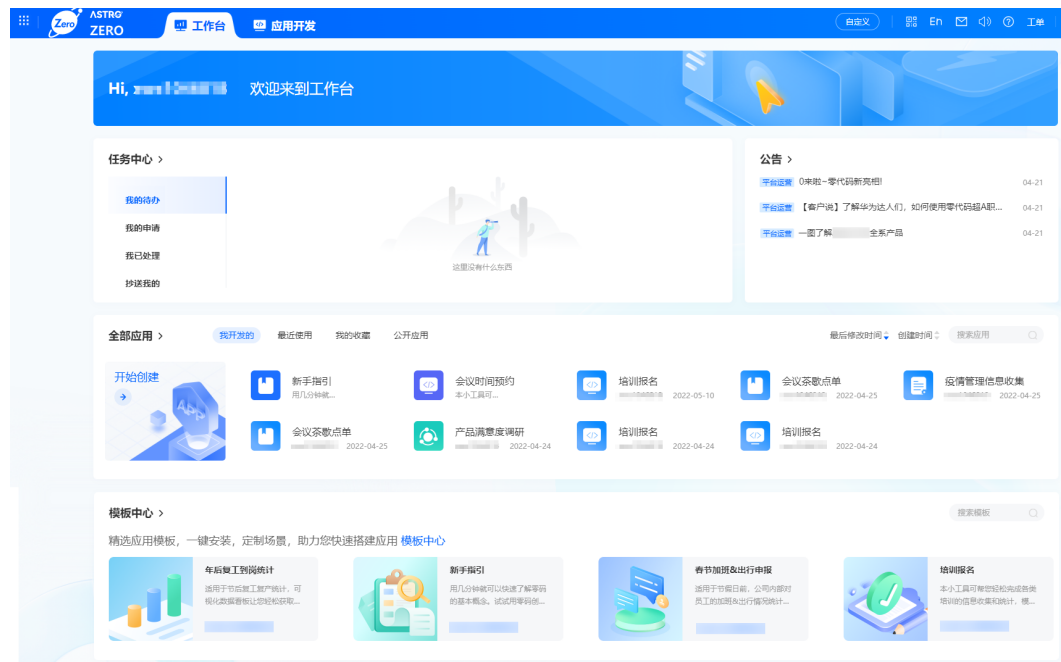 Zero ASTRO ZERO 工作台 应用开发 自定义 En 工单
Hi, 欢迎来到工作台
任务中心
我的待办
我的申请
我已处理
抄送我的
这里没有什么东西
公告
平台运营 0来啦-零代码新亮相! 04-21
平台运营 【客户说】了解华为达人们，如何使用零代码超A职... 04-21
平台运营 一图了解 全系产品 04-21
全部应用 我开发的 最近使用 我的收藏 公开应用 最后修改时间 创建时间 搜索应用
开始创建
APP
新手指引
用几分钟就...
会议时间预约
本小工具可...
培训报名
2022-05-10
会议茶歇点单
2022-04-25
疫情管理信息收集
2022-04-25
会议茶歇点单
2022-04-25
产品满意度调研
2022-04-24
培训报名
2022-04-24
培训报名
2022-04-24
模板中心 搜索模板
精选应用模板，一键安装，定制场景，助力您快速搭建应用 模板中心
年后复工到岗统计
适用于节后复工复产统计，可
视化数据看板让您轻松获取...
新手指引
用几分钟就可以快速了解零码
的基本概念。试试用零码创...
春节加班&出行申报
适用于节假日前、公司内部对
员工的加班&出行情况统计...
培训报名
本小工具可帮您轻松完成各类
培训的信息收集和统计，模...